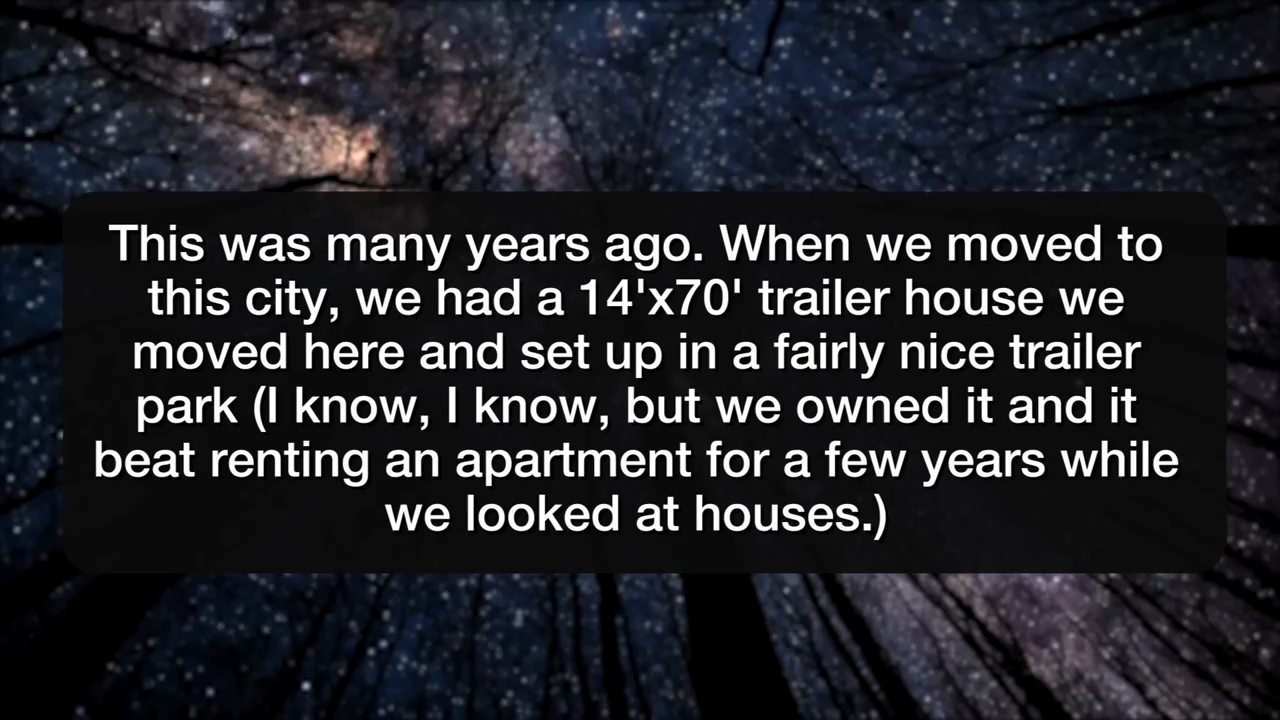 This was many years ago. When we moved to
this city, we had a 14'x70' trailer house we
moved here and set up in a fairly nice trailer
park (I know, I know, but we owned it and it
beat renting an apartment for a few years while
we looked at houses.)